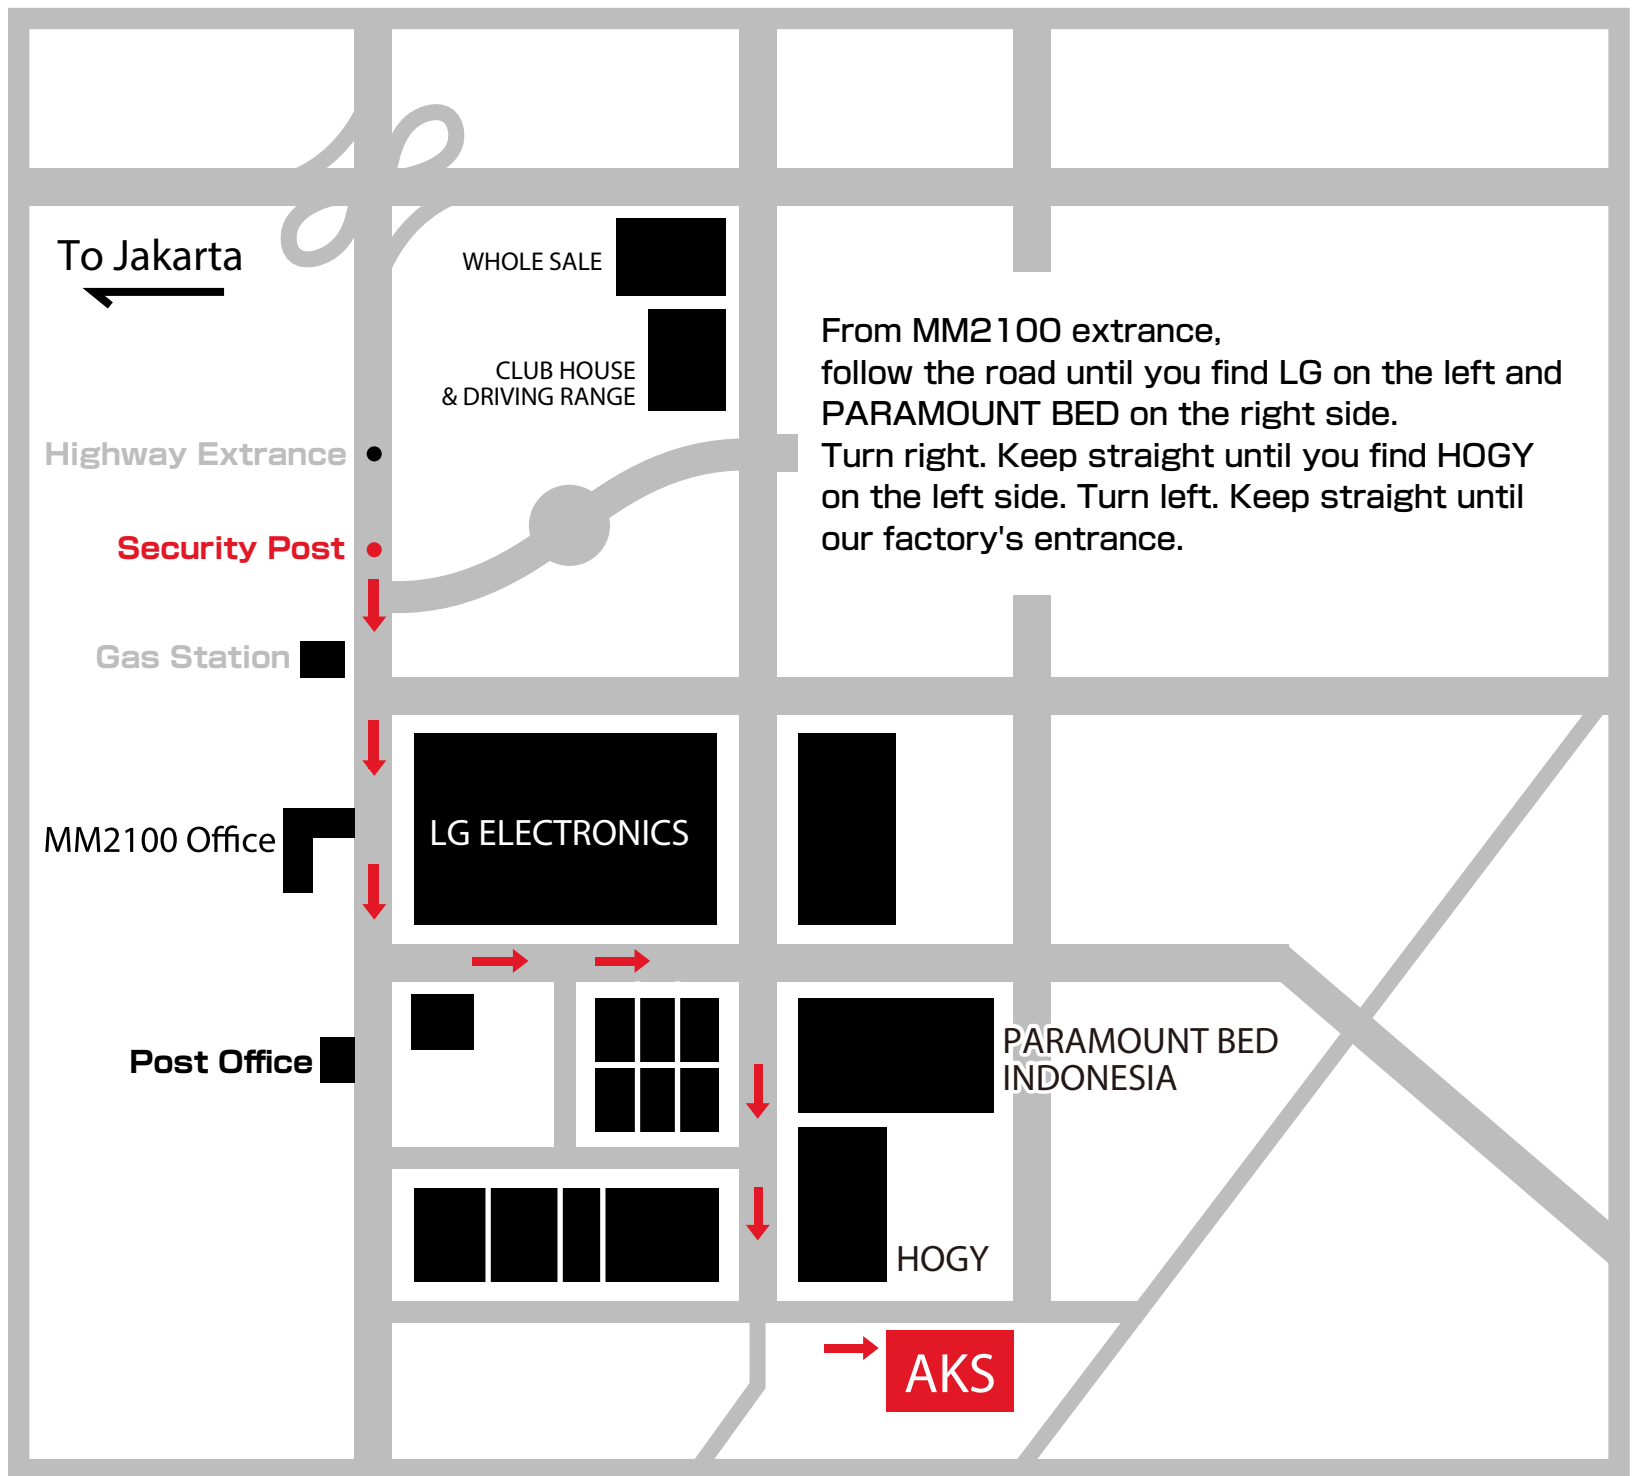 To Jakarta
WHOLE SALE
CLUB HOUSE
& DRIVING RANGE
From MM2100 extrance,
follow the road until you find LG on the left and
PARAMOUNT BED on the right side.
Turn right. Keep straight until you find HOGY
on the left side. Turn left. Keep straight until
our factory's entrance.
Highway Extrance
Security Post
Gas Station
MM2100 Office
LG ELECTRONICS
Post Office
PARAMOUNT BED
INDONESIA
HOGY
AKS